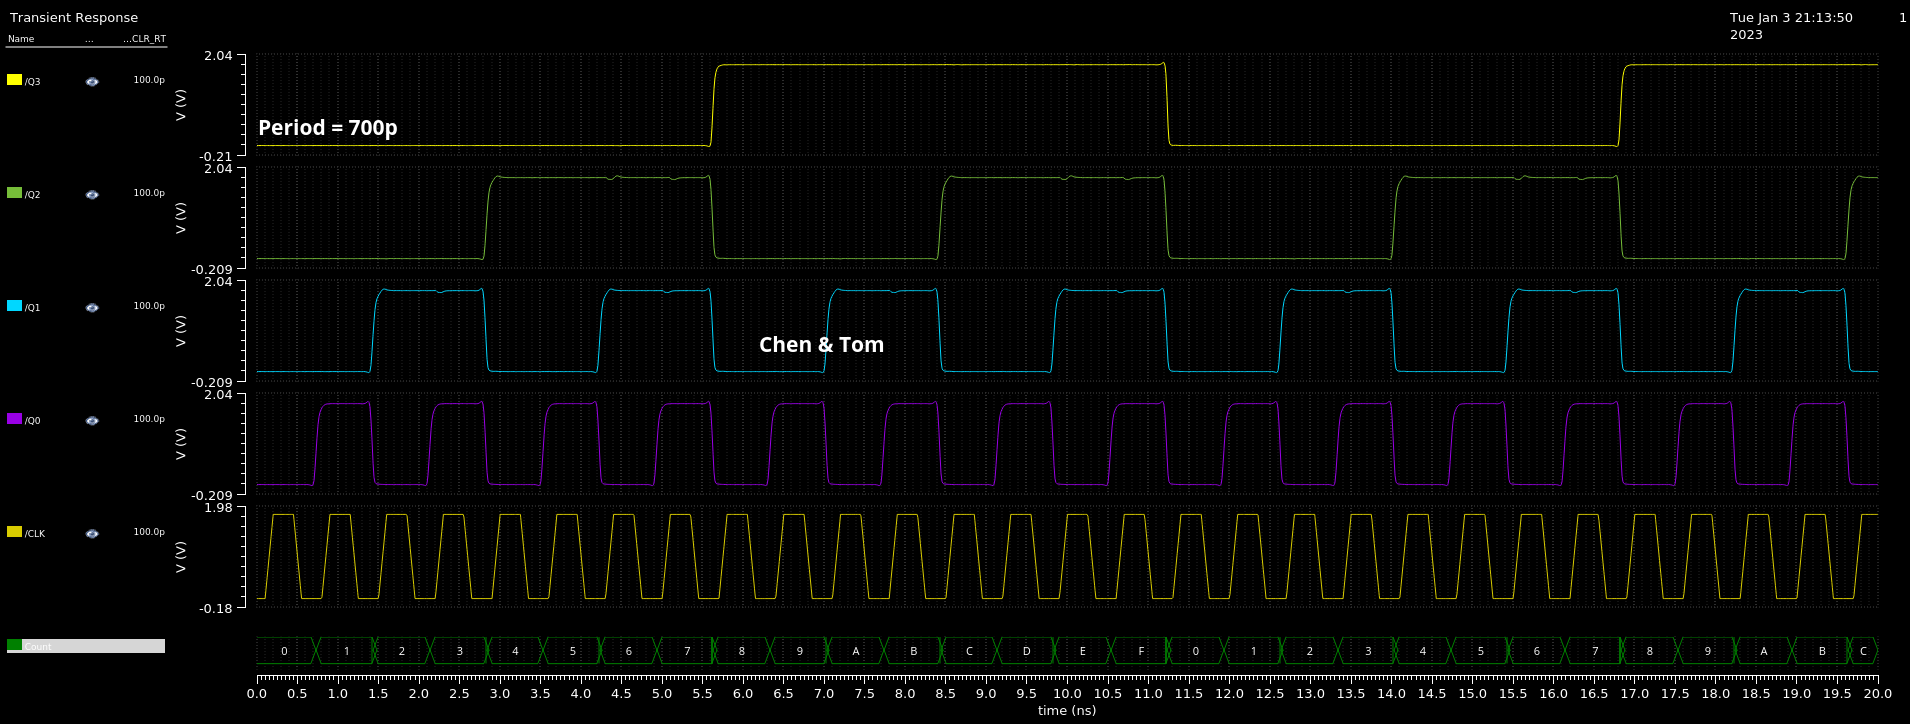 Transient Response
Tue Jan 3 21:13:50 1
2023
Name ... ...CLR_RT
/Q3 100.0p
V (V)
2.04
-0.21
Period = 700p
/Q2 100.0p
V (V)
2.04
-0.209
/Q1 100.0p
V (V)
2.04
-0.209
Chen & Tom
/Q0 100.0p
V (V)
2.04
-0.209
/CLK 100.0p
V (V)
1.98
-0.18
Count
0 1 2 3 4 5 6 7 8 9 A B C D E F 0 1 2 3 4 5 6 7 8 9 A B C
0.0 0.5 1.0 1.5 2.0 2.5 3.0 3.5 4.0 4.5 5.0 5.5 6.0 6.5 7.0 7.5 8.0 8.5 9.0 9.5 10.0 10.5 11.0 11.5 12.0 12.5 13.0 13.5 14.0 14.5 15.0 15.5 16.0 16.5 17.0 17.5 18.0 18.5 19.0 19.5 20.0
time (ns)